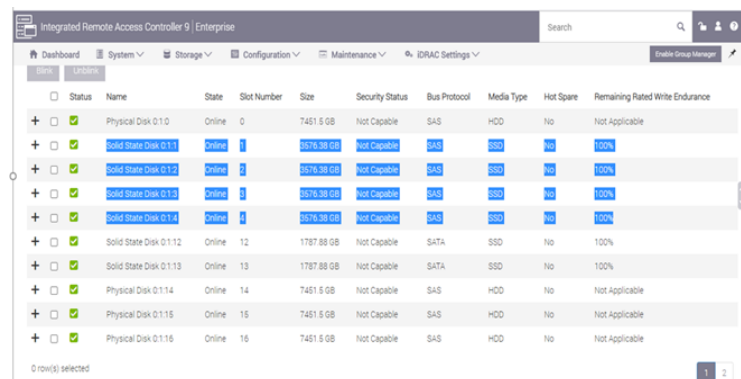 Integrated Remote Access Controller 9 | Enterprise Search
Dashboard System Storage Configuration Maintenance iDRAC Settings Enable Group Manager
Blink Unblink
Status Name State Slot Number Size Security Status Bus Protocol Media Type Hot Spare Remaining Rated Write Endurance
+ Physical Disk 0:1:0 Online 0 7451.5 GB Not Capable SAS HDD No Not Applicable
+ Solid State Disk 0:1:1 Online 1 3576.38 GB Not Capable SAS SSD No 100%
+ Solid State Disk 0:1:2 Online 2 3576.38 GB Not Capable SAS SSD No 100%
+ Solid State Disk 0:1:3 Online 3 3576.38 GB Not Capable SAS SSD No 100%
+ Solid State Disk 0:1:4 Online 4 3576.38 GB Not Capable SAS SSD No 100%
+ Solid State Disk 0:1:12 Online 12 1787.88 GB Not Capable SATA SSD No 100%
+ Solid State Disk 0:1:13 Online 13 1787.88 GB Not Capable SATA SSD No 100%
+ Physical Disk 0:1:14 Online 14 7451.5 GB Not Capable SAS HDD No Not Applicable
+ Physical Disk 0:1:15 Online 15 7451.5 GB Not Capable SAS HDD No Not Applicable
+ Physical Disk 0:1:16 Online 16 7451.5 GB Not Capable SAS HDD No Not Applicable
0 row(s) selected 1 2